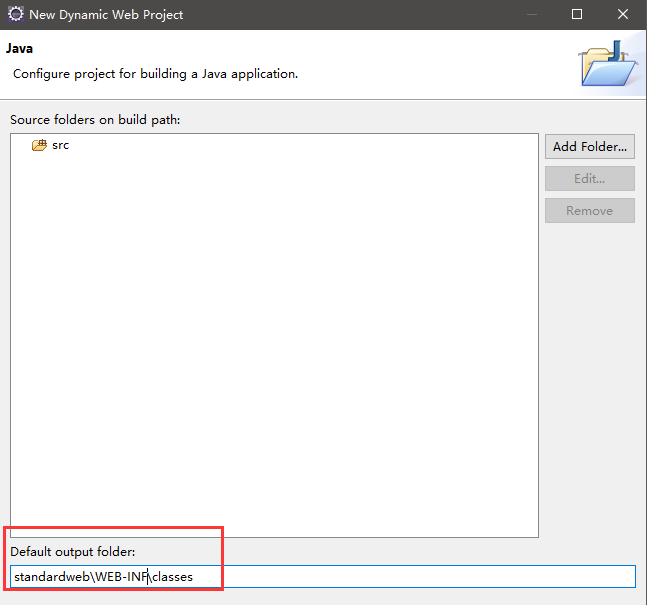 New Dynamic Web Project
Java
Configure project for building a Java application.
Source folders on build path:
src
Add Folder...
Edit...
Remove
Default output folder:
standardweb\WEB-INF\classes